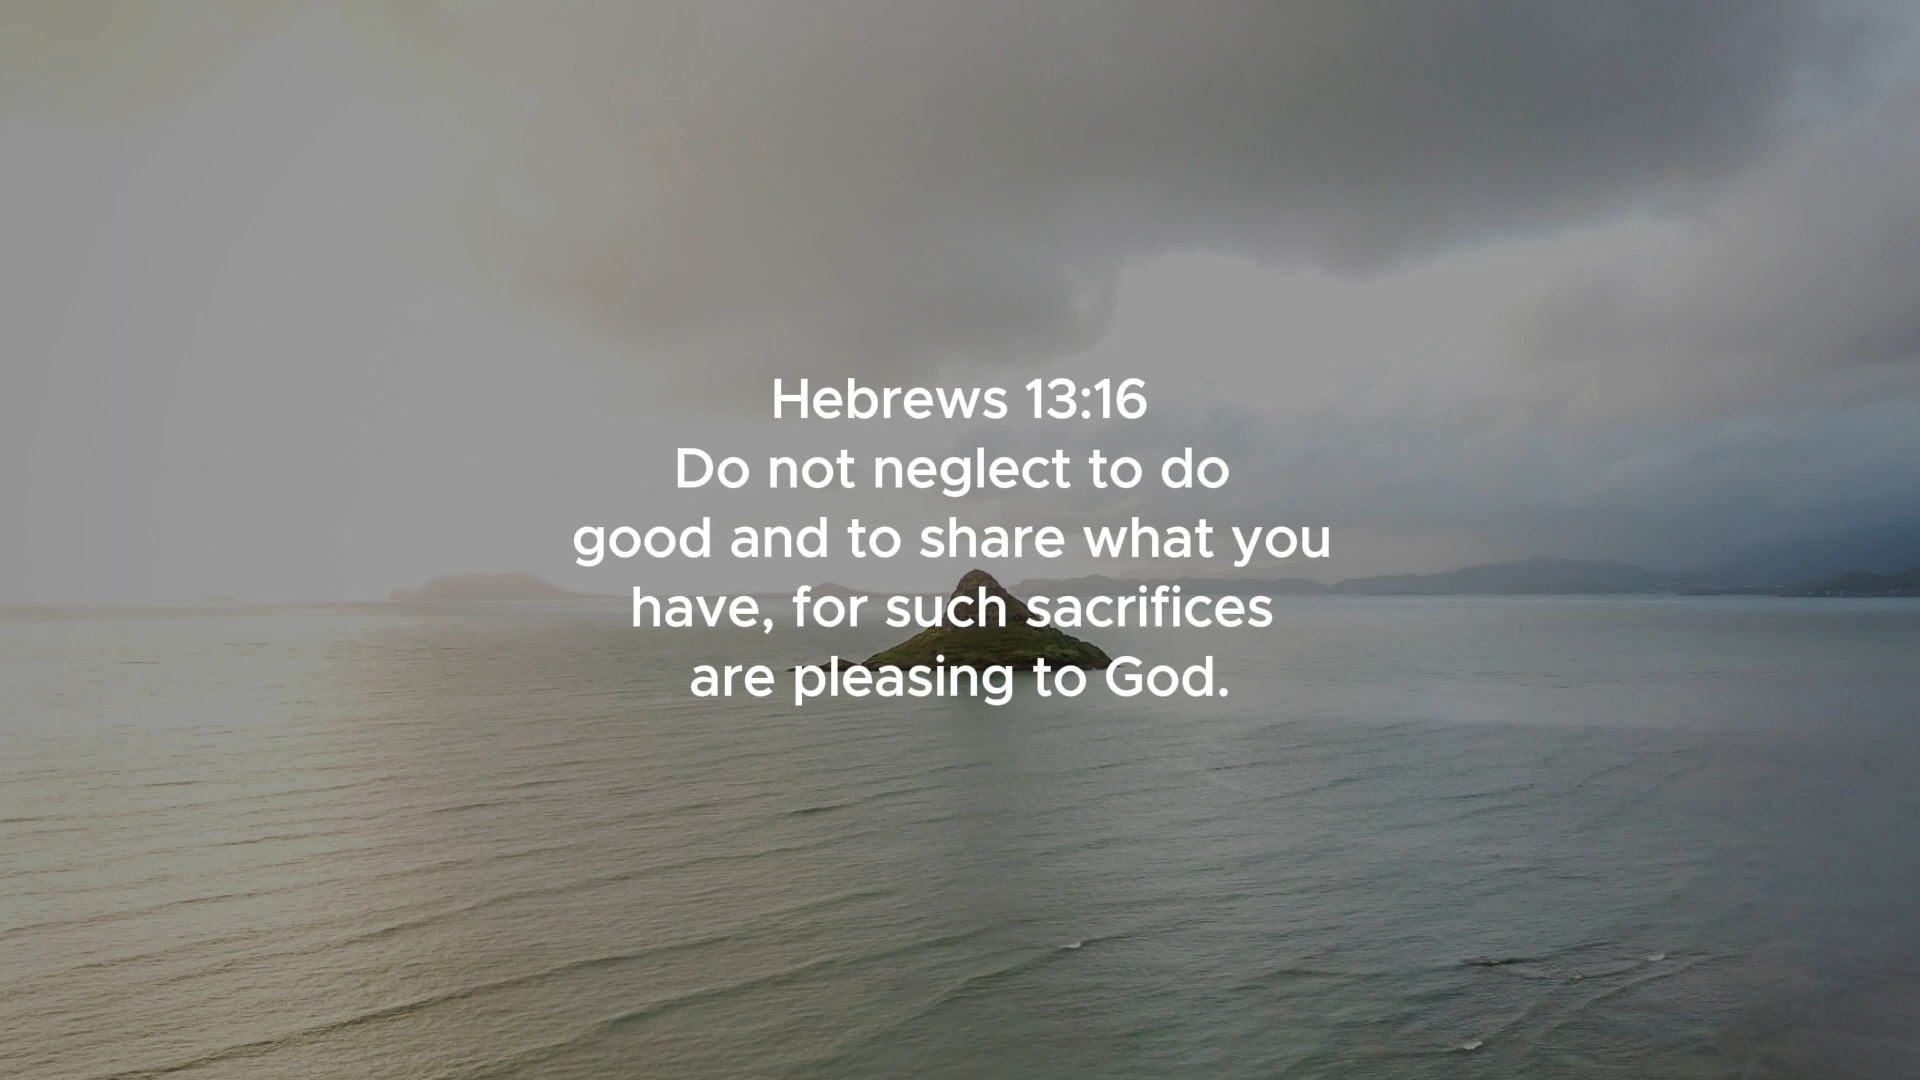 Hebrews 13:16
Do not neglect to do
good and to share what you
have, for such sacrifices
are pleasing to God.